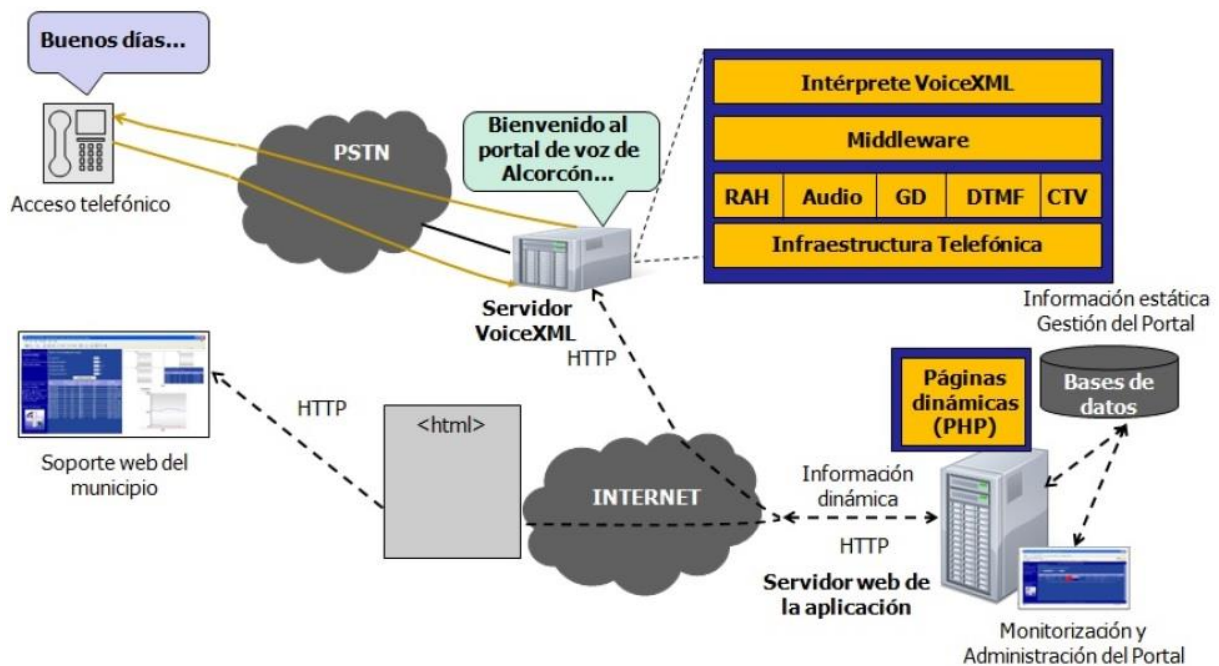 Buenos días...
Acceso telefónico
PSTN
Bienvenido al
portal de voz de
Alcorcón...
Servidor
VoiceXML
Intérprete VoiceXML
Middleware
RAH Audio GD DTMF CTV
Infraestructura Telefónica
Información estática
Gestión del Portal
Bases de
datos
Páginas
dinámicas
(PHP)
HTTP
HTTP
Soporte web del
municipio
<html>
INTERNET
Información
dinámica
HTTP
Servidor web de
la aplicación
Monitorización y
Administración del Portal